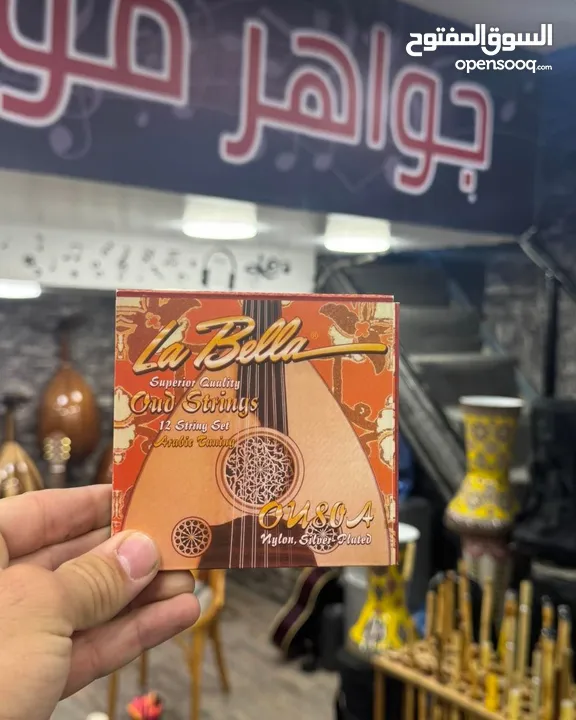 السوق المفتوح
opensooq.com
جواهر
La Bella®
Superior Quality
Oud Strings
12 String Set
Arabic Tuning
OU80A
Nylon, Silver-Plated